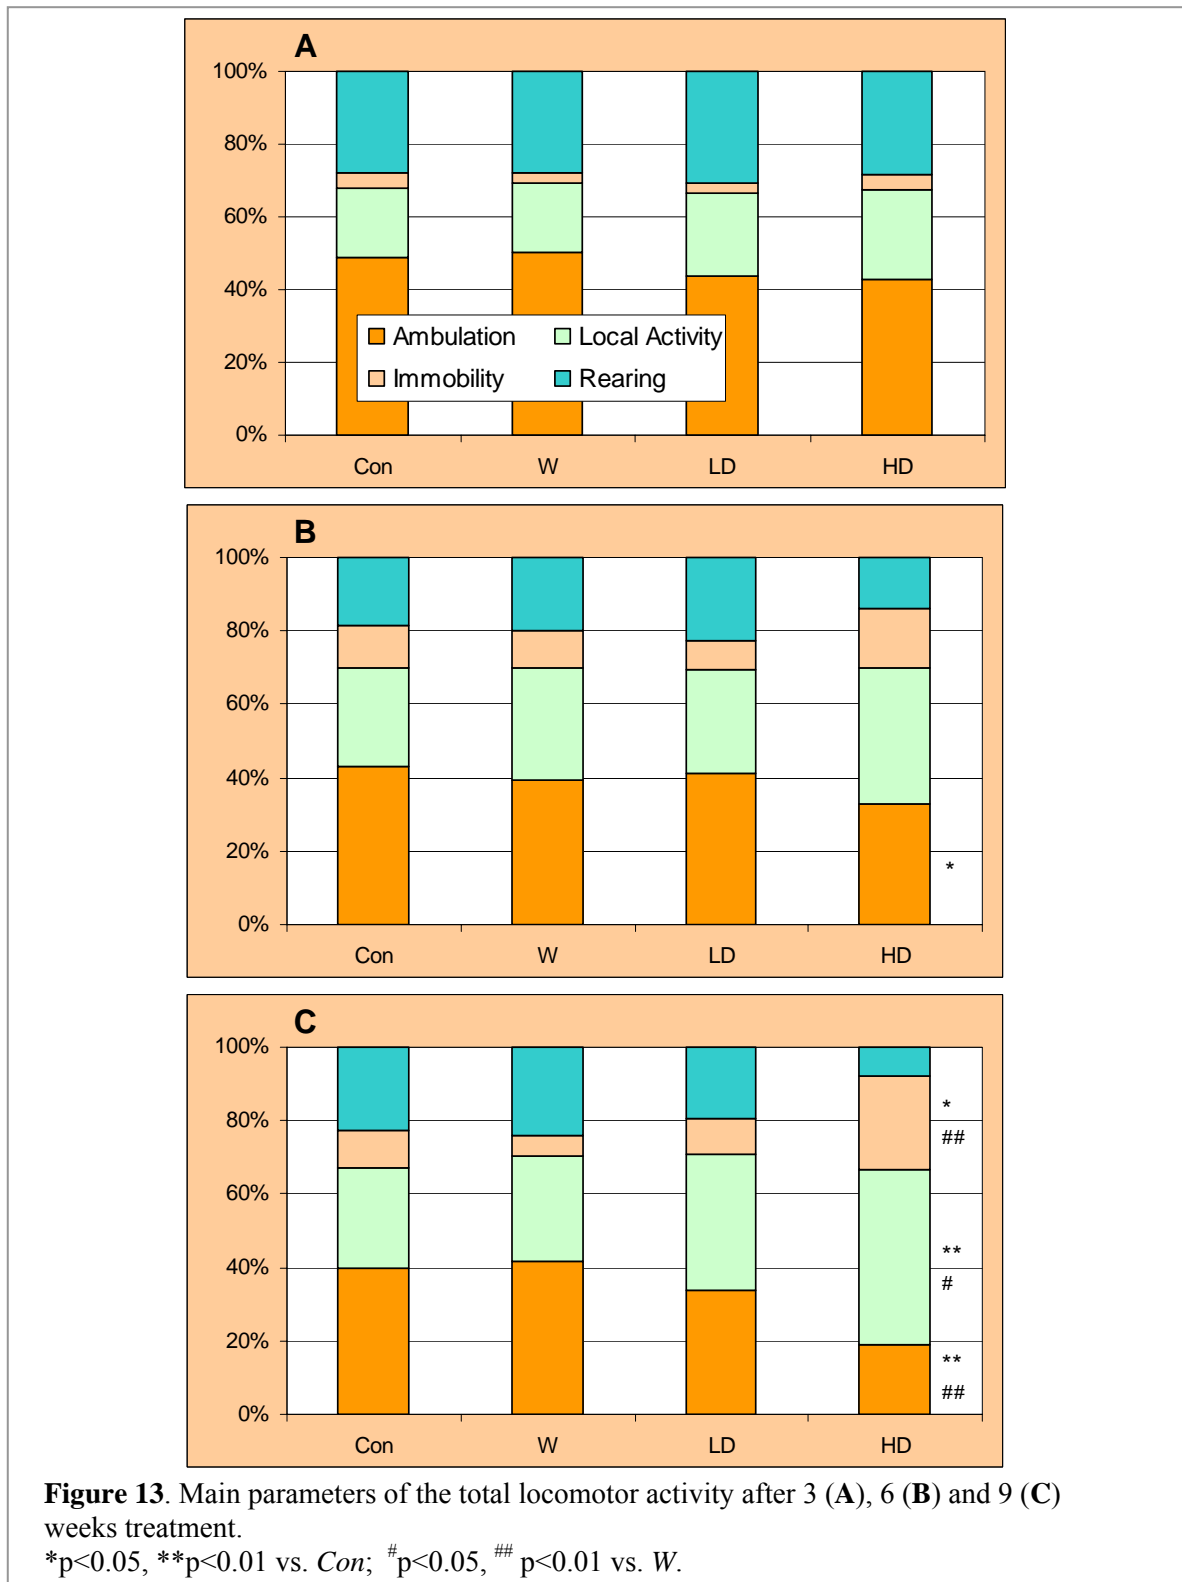 A
100%
80%
60%
40%
20%
0%
Ambulation Local Activity
Immobility Rearing
Con W LD HD
B
100%
80%
60%
40%
20%
0%
*
Con W LD HD
C
100%
80%
60%
40%
20%
0%
*
##
**
#
**
##
Con W LD HD
Figure 13. Main parameters of the total locomotor activity after 3 (A), 6 (B) and 9 (C)
weeks treatment.
*p<0.05, **p<0.01 vs. Con; #p<0.05, ## p<0.01 vs. W.